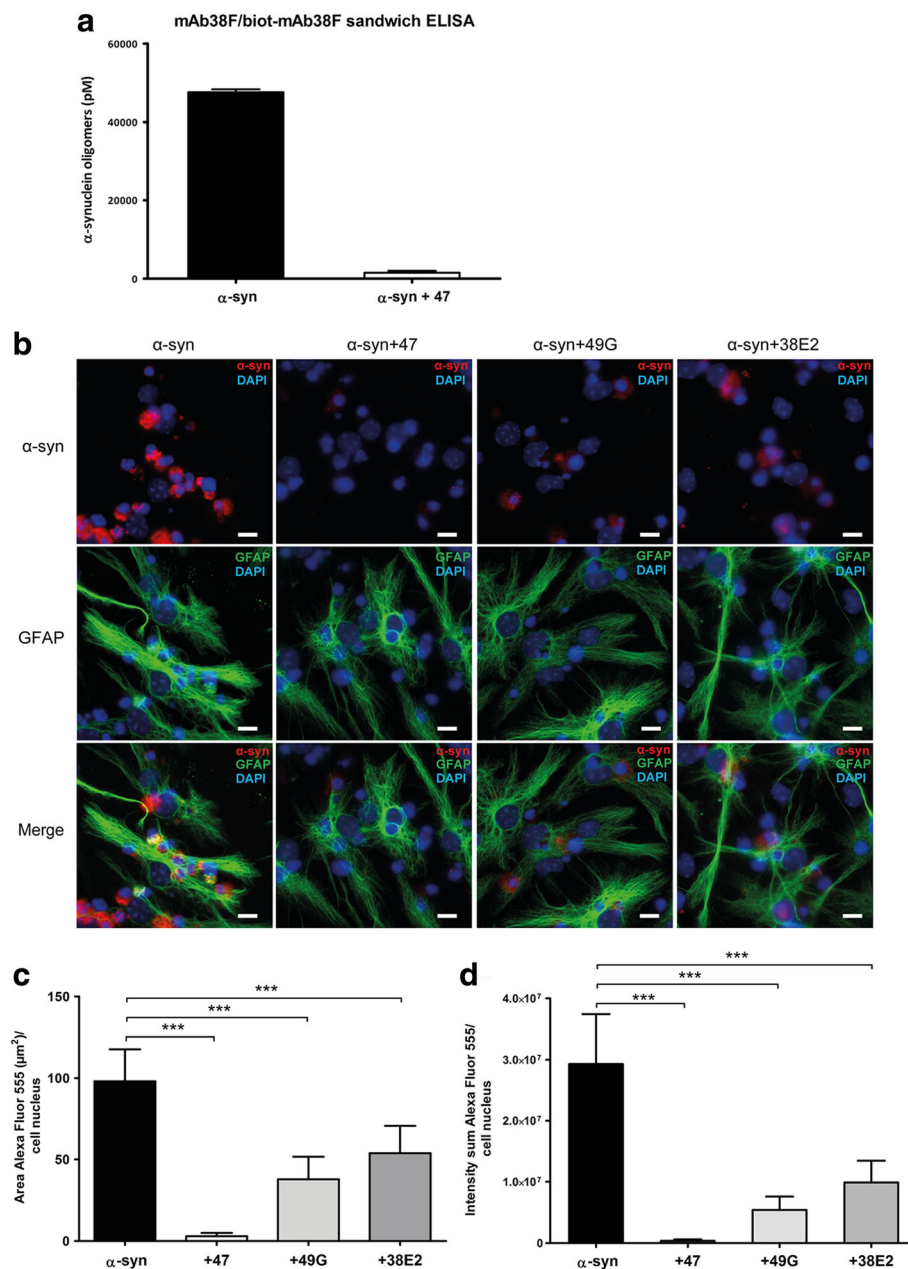 a
mAb38F/biot-mAb38F sandwich ELISA
α-synuclein oligomers (pM)
60000
40000
20000
0
α-syn
α-syn + 47
b
α-syn
α-syn+47
α-syn+49G
α-syn+38E2
α-syn
α-syn
DAPI
α-syn
DAPI
α-syn
DAPI
α-syn
DAPI
GFAP
GFAP
DAPI
GFAP
DAPI
GFAP
DAPI
GFAP
DAPI
Merge
α-syn
GFAP
DAPI
α-syn
GFAP
DAPI
α-syn
GFAP
DAPI
α-syn
GFAP
DAPI
c
Area Alexa Fluor 555 (µm²)/
cell nucleus
150
100
50
0
***
***
***
α-syn
+47
+49G
+38E2
d
Intensity sum Alexa Fluor 555/
cell nucleus
4.0×10⁷
3.0×10⁷
2.0×10⁷
1.0×10⁷
0
***
***
***
α-syn
+47
+49G
+38E2